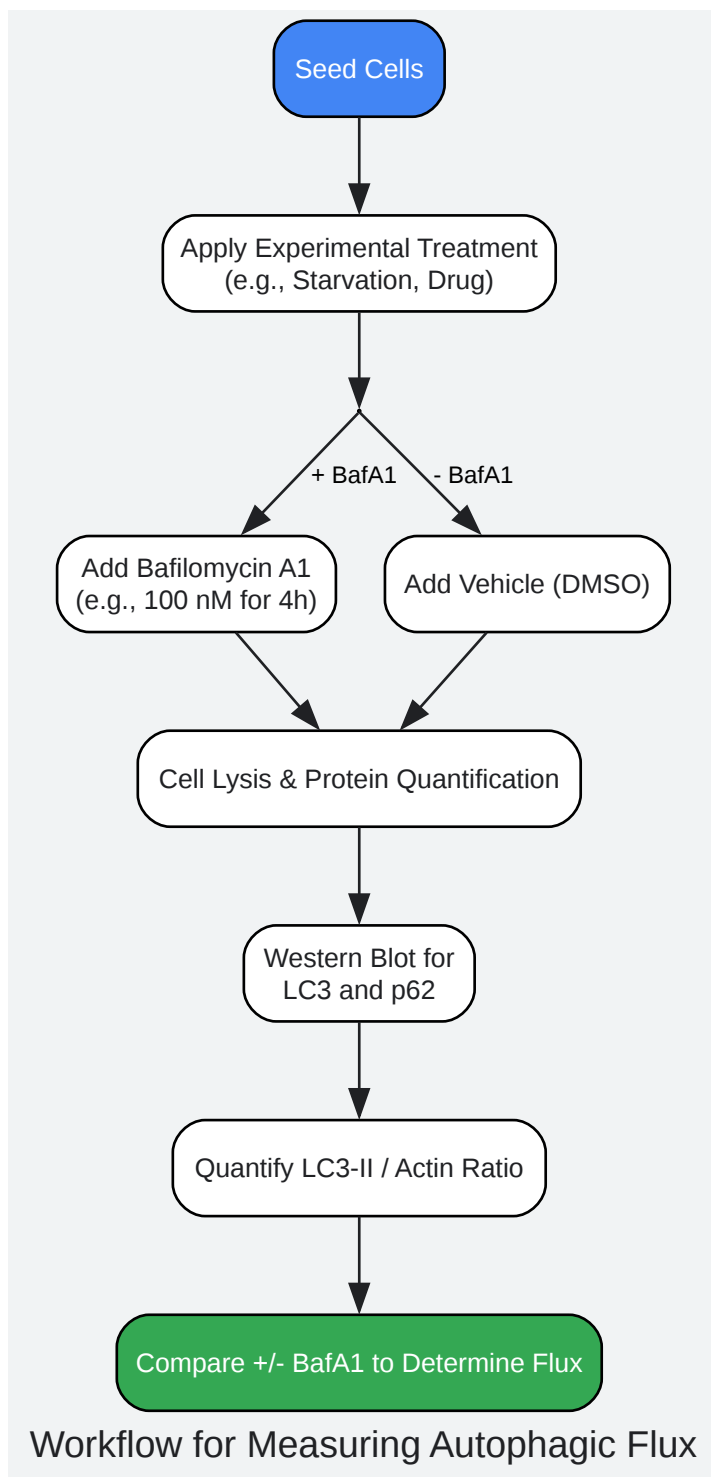 Seed Cells
Apply Experimental Treatment
(e.g., Starvation, Drug)
+ BafA1
- BafA1
Add Bafilomycin A1
(e.g., 100 nM for 4h)
Add Vehicle (DMSO)
Cell Lysis & Protein Quantification
Western Blot for
LC3 and p62
Quantify LC3-II / Actin Ratio
Compare +/- BafA1 to Determine Flux
Workflow for Measuring Autophagic Flux